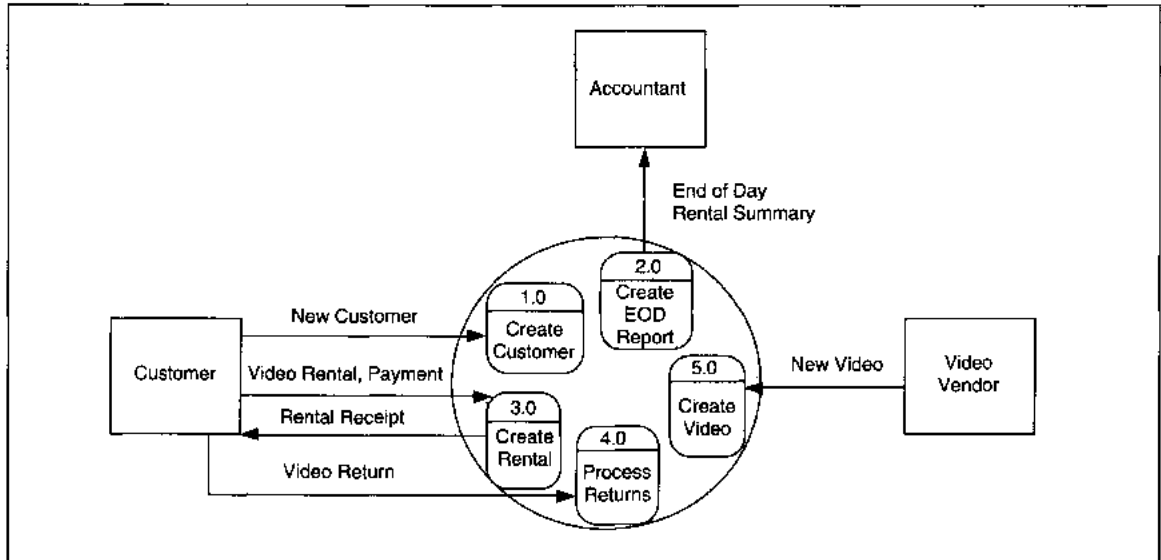 Accountant
End of Day
Rental Summary
2.0
Create
EOD
Report
1.0
Create
Customer
New Customer
Customer
Video Rental, Payment
Rental Receipt
Video Return
3.0
Create
Rental
4.0
Process
Returns
5.0
Create
Video
New Video
Video
Vendor